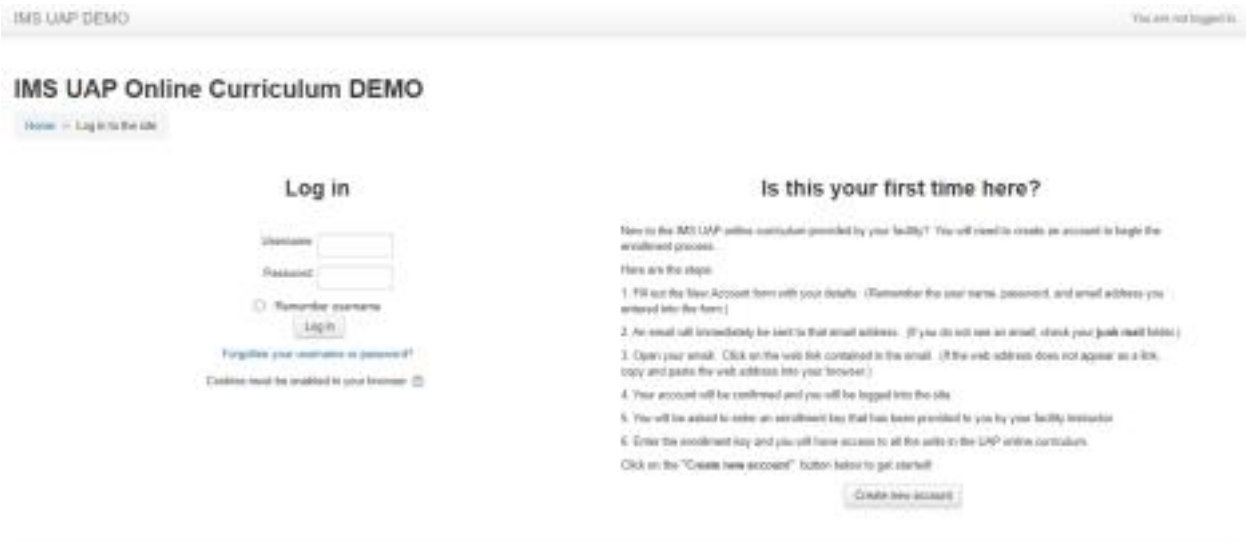 IMS UAP DEMO
You are not logged in.
IMS UAP Online Curriculum DEMO
Home
Log in to the site
Log in
Username
Password
Remember username
Log in
Forgotten your username or password?
Cookies must be enabled in your browser
Is this your first time here?
New to the IMS UAP online curriculum provided by your facility? You will need to create an account to begin the
enrollment process.
Here are the steps:
1. Fill out the New Account form with your details. (Remember the user name, password, and email address you
entered into the form.)
2. An email will immediately be sent to that email address. (If you do not see an email, check your junk mail folder.)
3. Open your email. Click on the web link contained in the email. (If the web address does not appear as a link,
copy and paste the web address into your browser.)
4. Your account will be confirmed and you will be logged into the site.
5. You will be asked to enter an enrollment key that has been provided to you by your facility instructor.
6. Enter the enrollment key and you will have access to all the units in the UAP online curriculum.
Click on the "Create new account" button below to get started!
Create new account